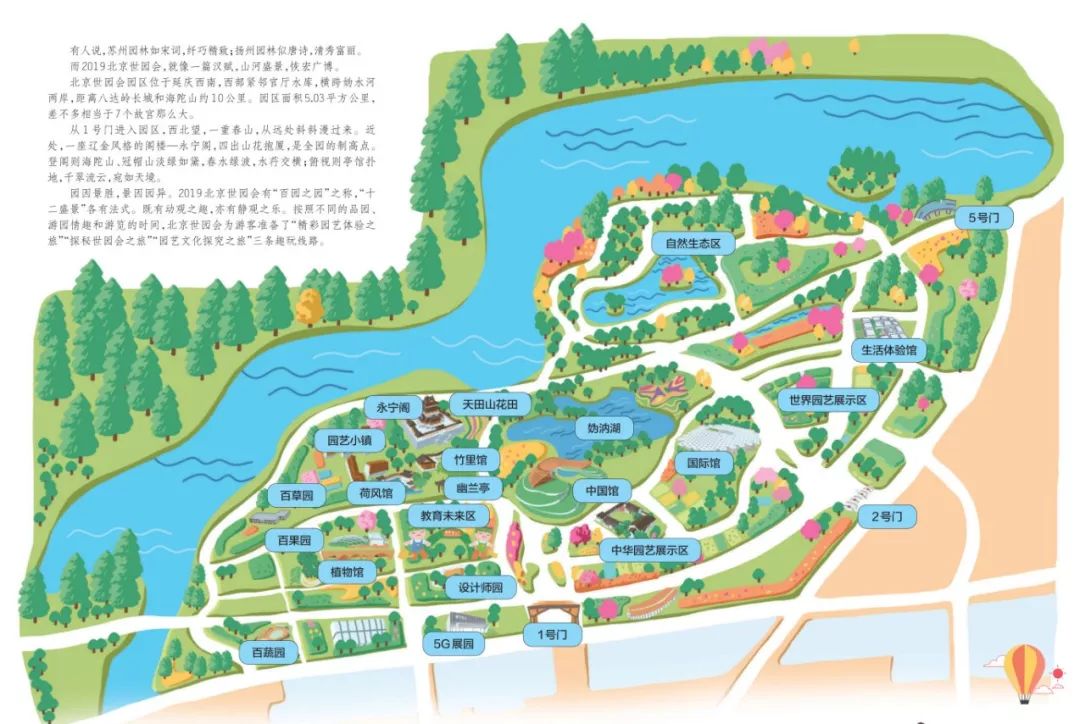 有人说,苏州园林如宋词,纤巧精致;扬州园林似唐诗,清秀富丽。
而2019北京世园会,就像一篇汉赋,山河盛景,恢宏广博。
北京世园会园区位于延庆西南,西部紧邻官厅水库,横跨妫水河
两岸,距离八达岭长城和海陀山约10公里。园区面积5.03平方公里,
差不多相当于7个故宫那么大。
从1号门进入园区,西北望,一重春山,从远处斜斜漫过来。近
处,一座辽金风格的阁楼—永宁阁,四出山花抱厦,是全园的制高点。
登阁则海陀山、冠帽山淡绿如黛,春水绿波,水荇交横;俯视则亭馆扑
地,千翠流云,宛如天境。
园因景胜,景因园异。2019北京世园会有“百园之园”之称,“十
二盛景”各有法式。既有动观之趣,亦有静观之乐。按照不同的品园、
游园情趣和游览的时间,北京世园会为游客准备了“精彩园艺体验之
旅”“探秘世园会之旅”“园艺文化探究之旅”三条趣玩线路。
5号门
自然生态区
生活体验馆
世界园艺展示区
永宁阁
天田山花田
妫汭湖
园艺小镇
竹里馆
国际馆
百草园
荷风馆
幽兰亭
中国馆
教育未来区
2号门
百果园
中华园艺展示区
植物馆
设计师园
1号门
5G展园
百蔬园